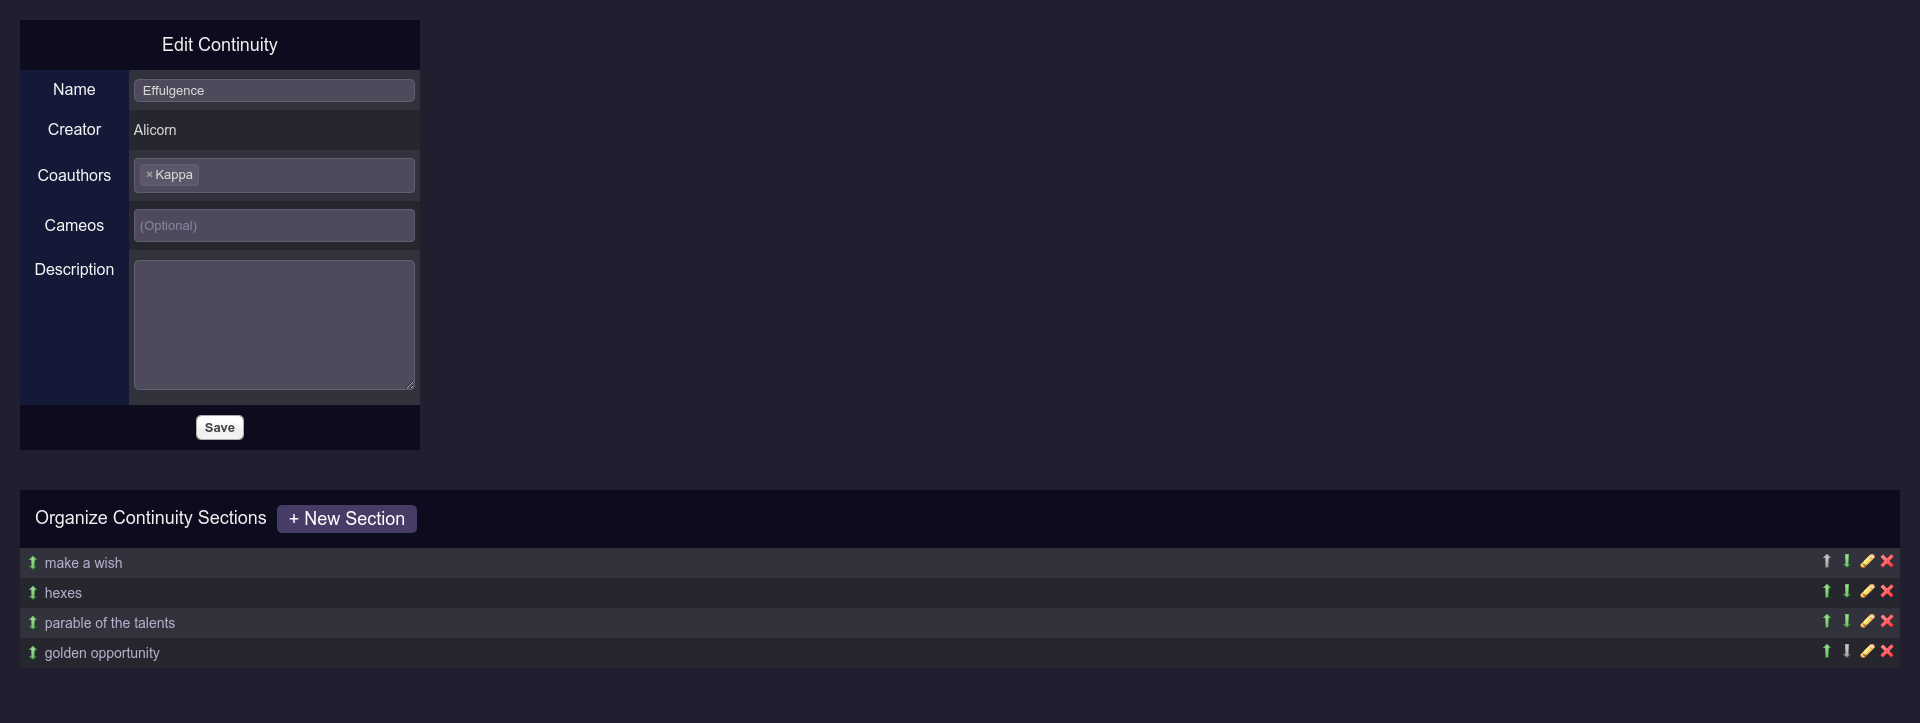 Edit Continuity
Name
Effulgence
Creator
Alicorn
Coauthors
× Kappa
Cameos
(Optional)
Description
Save
Organize Continuity Sections
+ New Section
make a wish
hexes
parable of the talents
golden opportunity